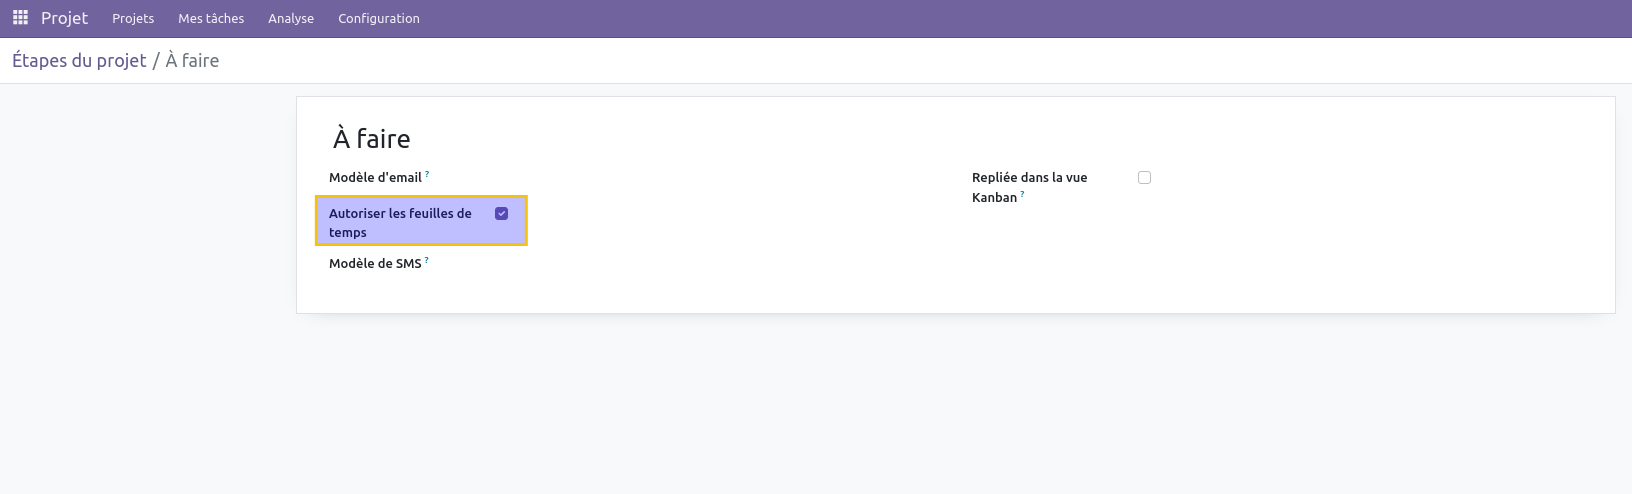 Projet Projets Mes tâches Analyse Configuration
Étapes du projet / À faire
À faire
Modèle d'email ?
Autoriser les feuilles de
temps
Modèle de SMS ?
Repliée dans la vue
Kanban ?